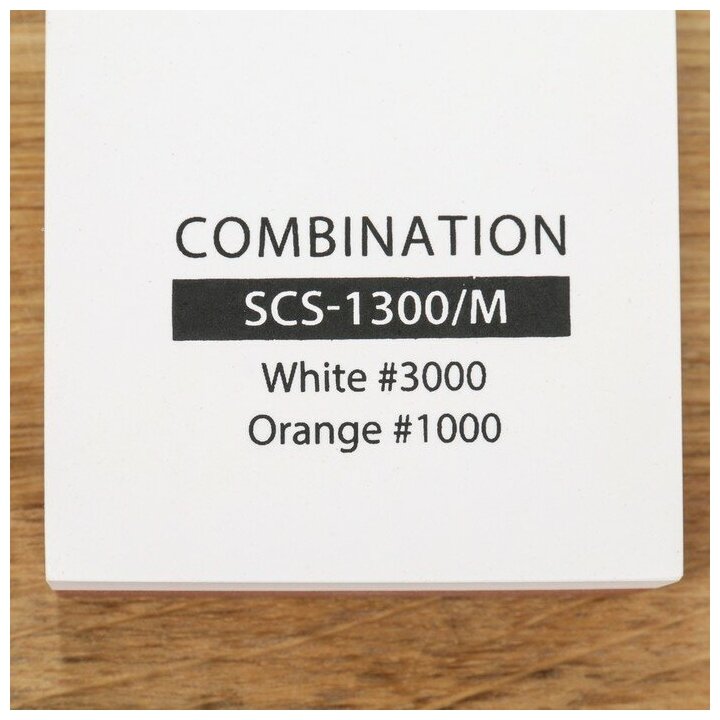 COMBINATION
SCS-1300/M
White #3000
Orange #1000